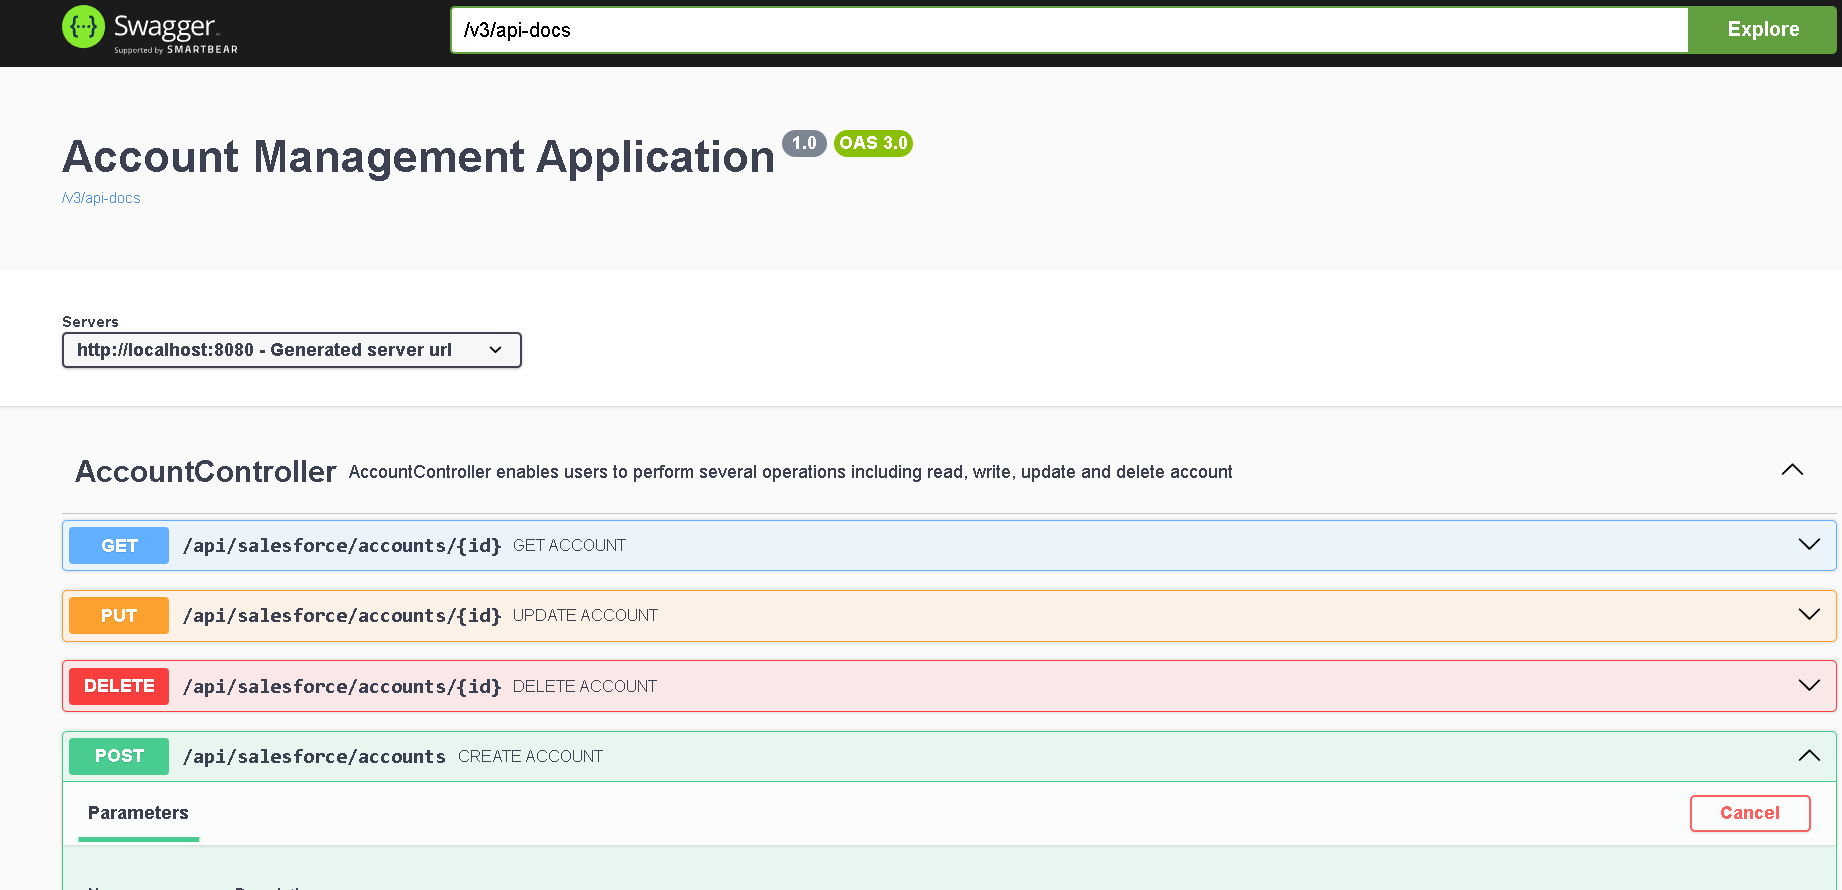 Swagger
Supported by SMARTBEAR
/v3/api-docs
Explore
Account Management Application 1.0 OAS 3.0
/v3/api-docs
Servers
http://localhost:8080 - Generated server url
AccountController AccountController enables users to perform several operations including read, write, update and delete account
GET /api/salesforce/accounts/{id} GET ACCOUNT
PUT /api/salesforce/accounts/{id} UPDATE ACCOUNT
DELETE /api/salesforce/accounts/{id} DELETE ACCOUNT
POST /api/salesforce/accounts CREATE ACCOUNT
Parameters
Cancel